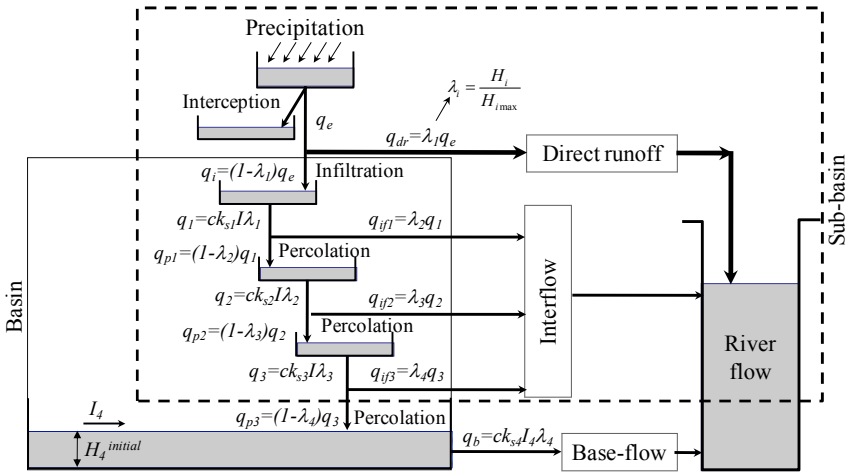 Precipitation
λi = Hi / Himax
Interception
qe
qdr=λ1qe
Direct runoff
qi=(1-λ1)qe
Infiltration
q1=cks1Iλ1
qif1=λ2q1
Percolation
qp1=(1-λ2)q1
q2=cks2Iλ2
qif2=λ3q2
Percolation
qp2=(1-λ3)q2
q3=cks3Iλ3
qif3=λ4q3
Interflow
River
flow
Sub-basin
Basin
I4
qp3=(1-λ4)q3
Percolation
H4initial
qb=cks4I4λ4
Base-flow